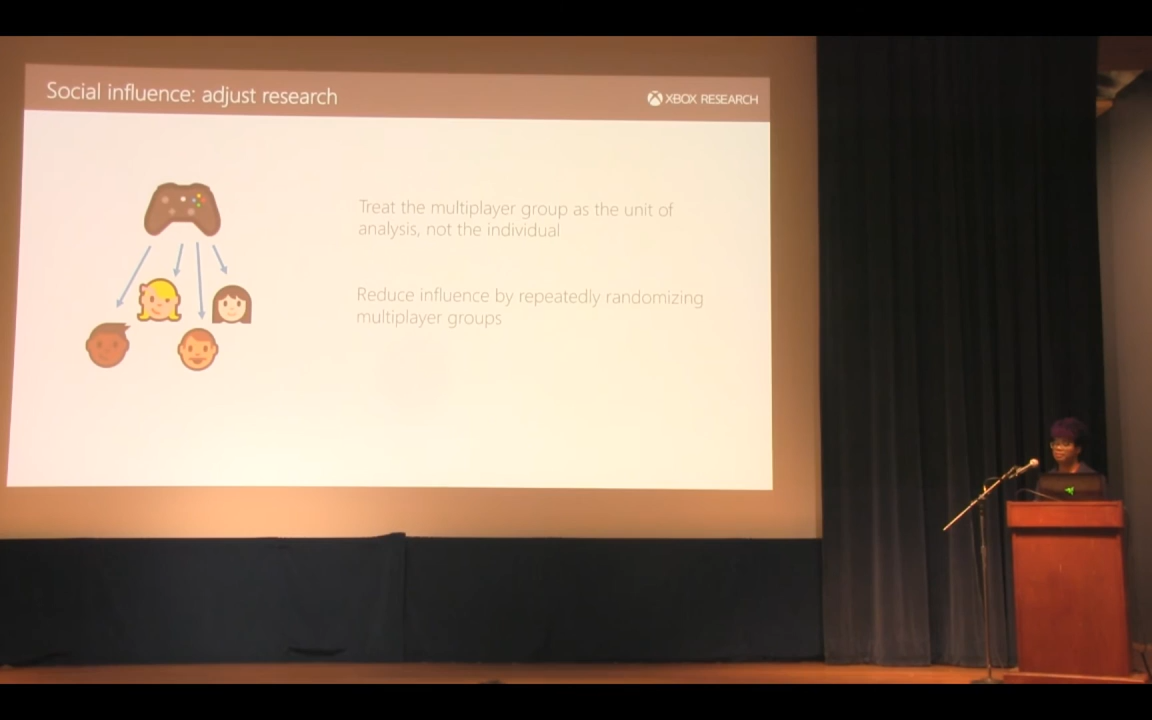 Social influence: adjust research
XBOX RESEARCH
Treat the multiplayer group as the unit of
analysis, not the individual
Reduce influence by repeatedly randomizing
multiplayer groups